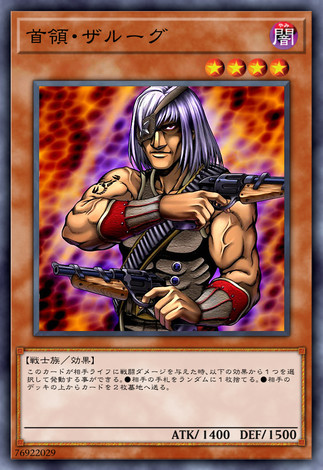 首領・ザルーグ
やみ
闇
【戦士族／効果】
このカードが相手ライフに戦闘ダメージを与えた時､以下の効果から１つを選
択して発動する事ができる｡●相手の手札をランダムに１枚捨てる｡●相手の
デッキの上からカードを２枚墓地へ送る｡
ATK/ 1400 DEF/1500
76922029